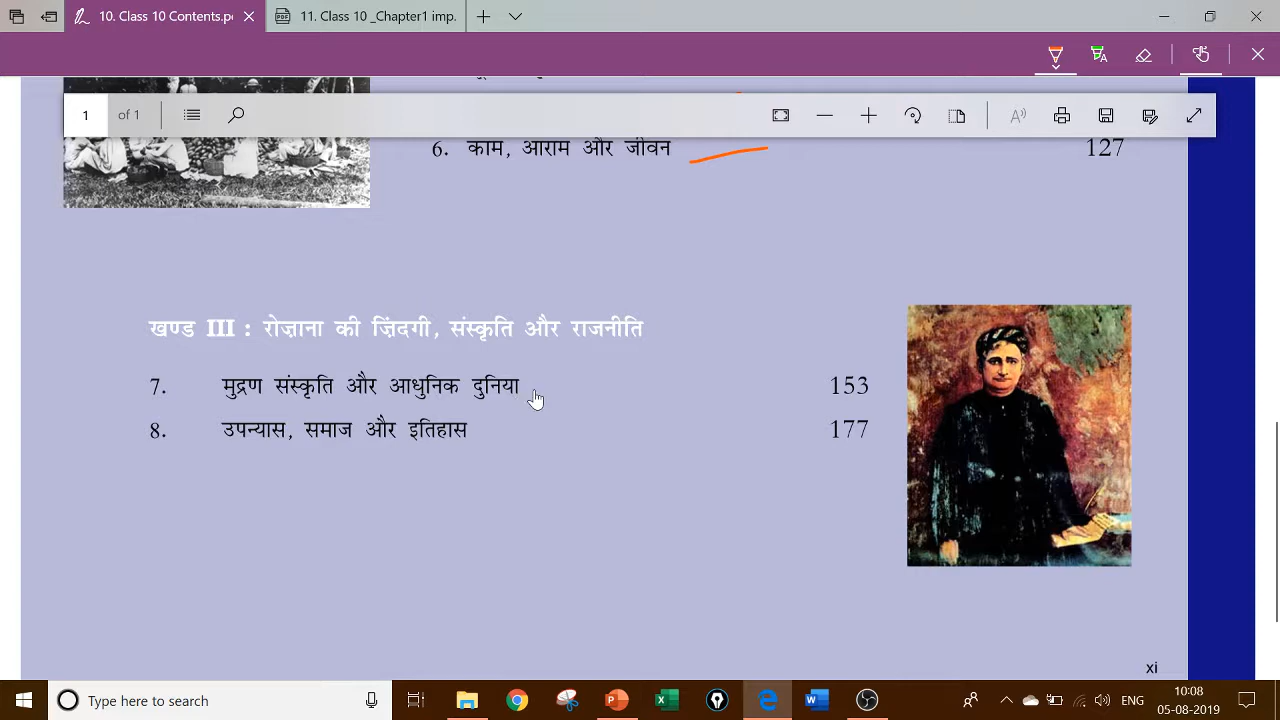 10. Class 10 Contents.p
11. Class 10 _Chapter1 imp.
1 of 1
6. काम, आराम और जीवन 127
खण्ड III : रोज़ाना की ज़िंदगी, संस्कृति और राजनीति
7. मुद्रण संस्कृति और आधुनिक दुनिया 153
8. उपन्यास, समाज और इतिहास 177
xi
Type here to search
ENG
10:08
05-08-2019